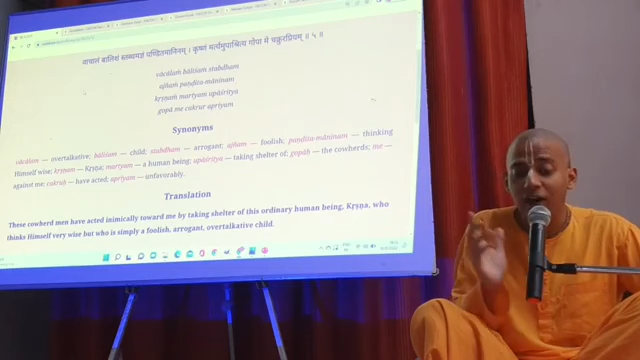 वाचालं बालिशं स्तब्धमज्ञं पण्डितमानिनम् । कृष्णं मर्त्यमुपाश्रित्य गोपा मे चक्रुरप्रियम् ॥ ५ ॥
vācālaṁ bāliśaṁ stabdham
ajñaṁ paṇḍita-māninam
kṛṣṇaṁ martyam upāśritya
gopā me cakrur apriyam
Synonyms
vācālam — overtalkative; bāliśam — child; stabdham — arrogant; ajñam — foolish; paṇḍita-māninam — thinking
Himself wise; kṛṣṇam — Kṛṣṇa; martyam — a human being; upāśritya — taking shelter of; gopāḥ — the cowherds; me —
against me; cakruḥ — have acted; apriyam — unfavorably.
Translation
These cowherd men have acted inimically toward me by taking shelter of this ordinary human being, Kṛṣṇa, who
thinks Himself very wise but who is simply a foolish, arrogant, overtalkative child.